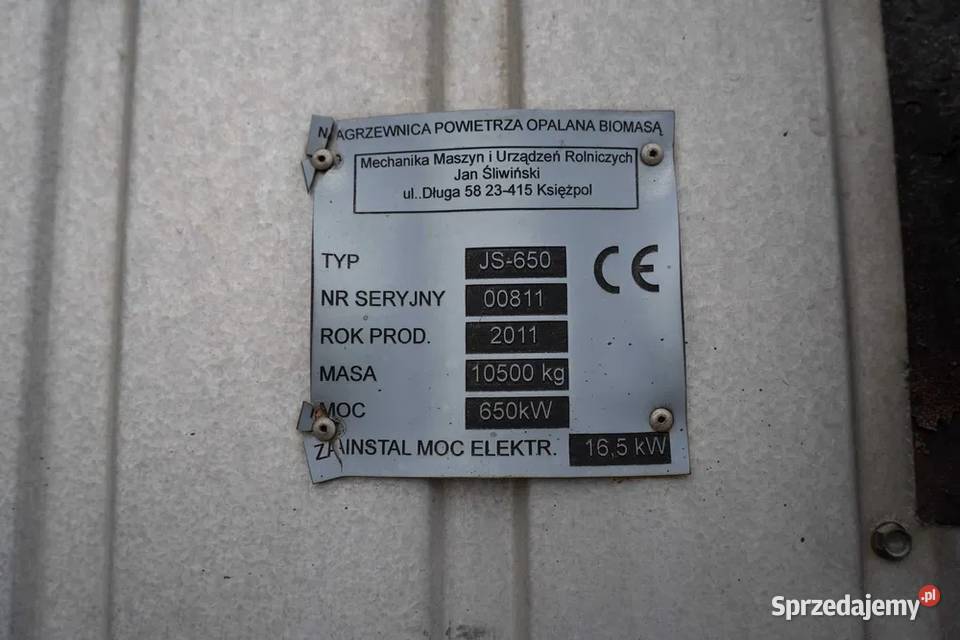 NAGRZEWNICA POWIETRZA OPALANA BIOMASĄ
Mechanika Maszyn i Urządzeń Rolniczych
Jan Śliwiński
ul..Długa 58 23-415 Księżpol
CE
TYP JS-650
NR SERYJNY 00811
ROK PROD. 2011
MASA 10500 kg
MOC 650kW
ZAINSTAL MOC ELEKTR. 16,5 kW
Sprzedajemy.pl